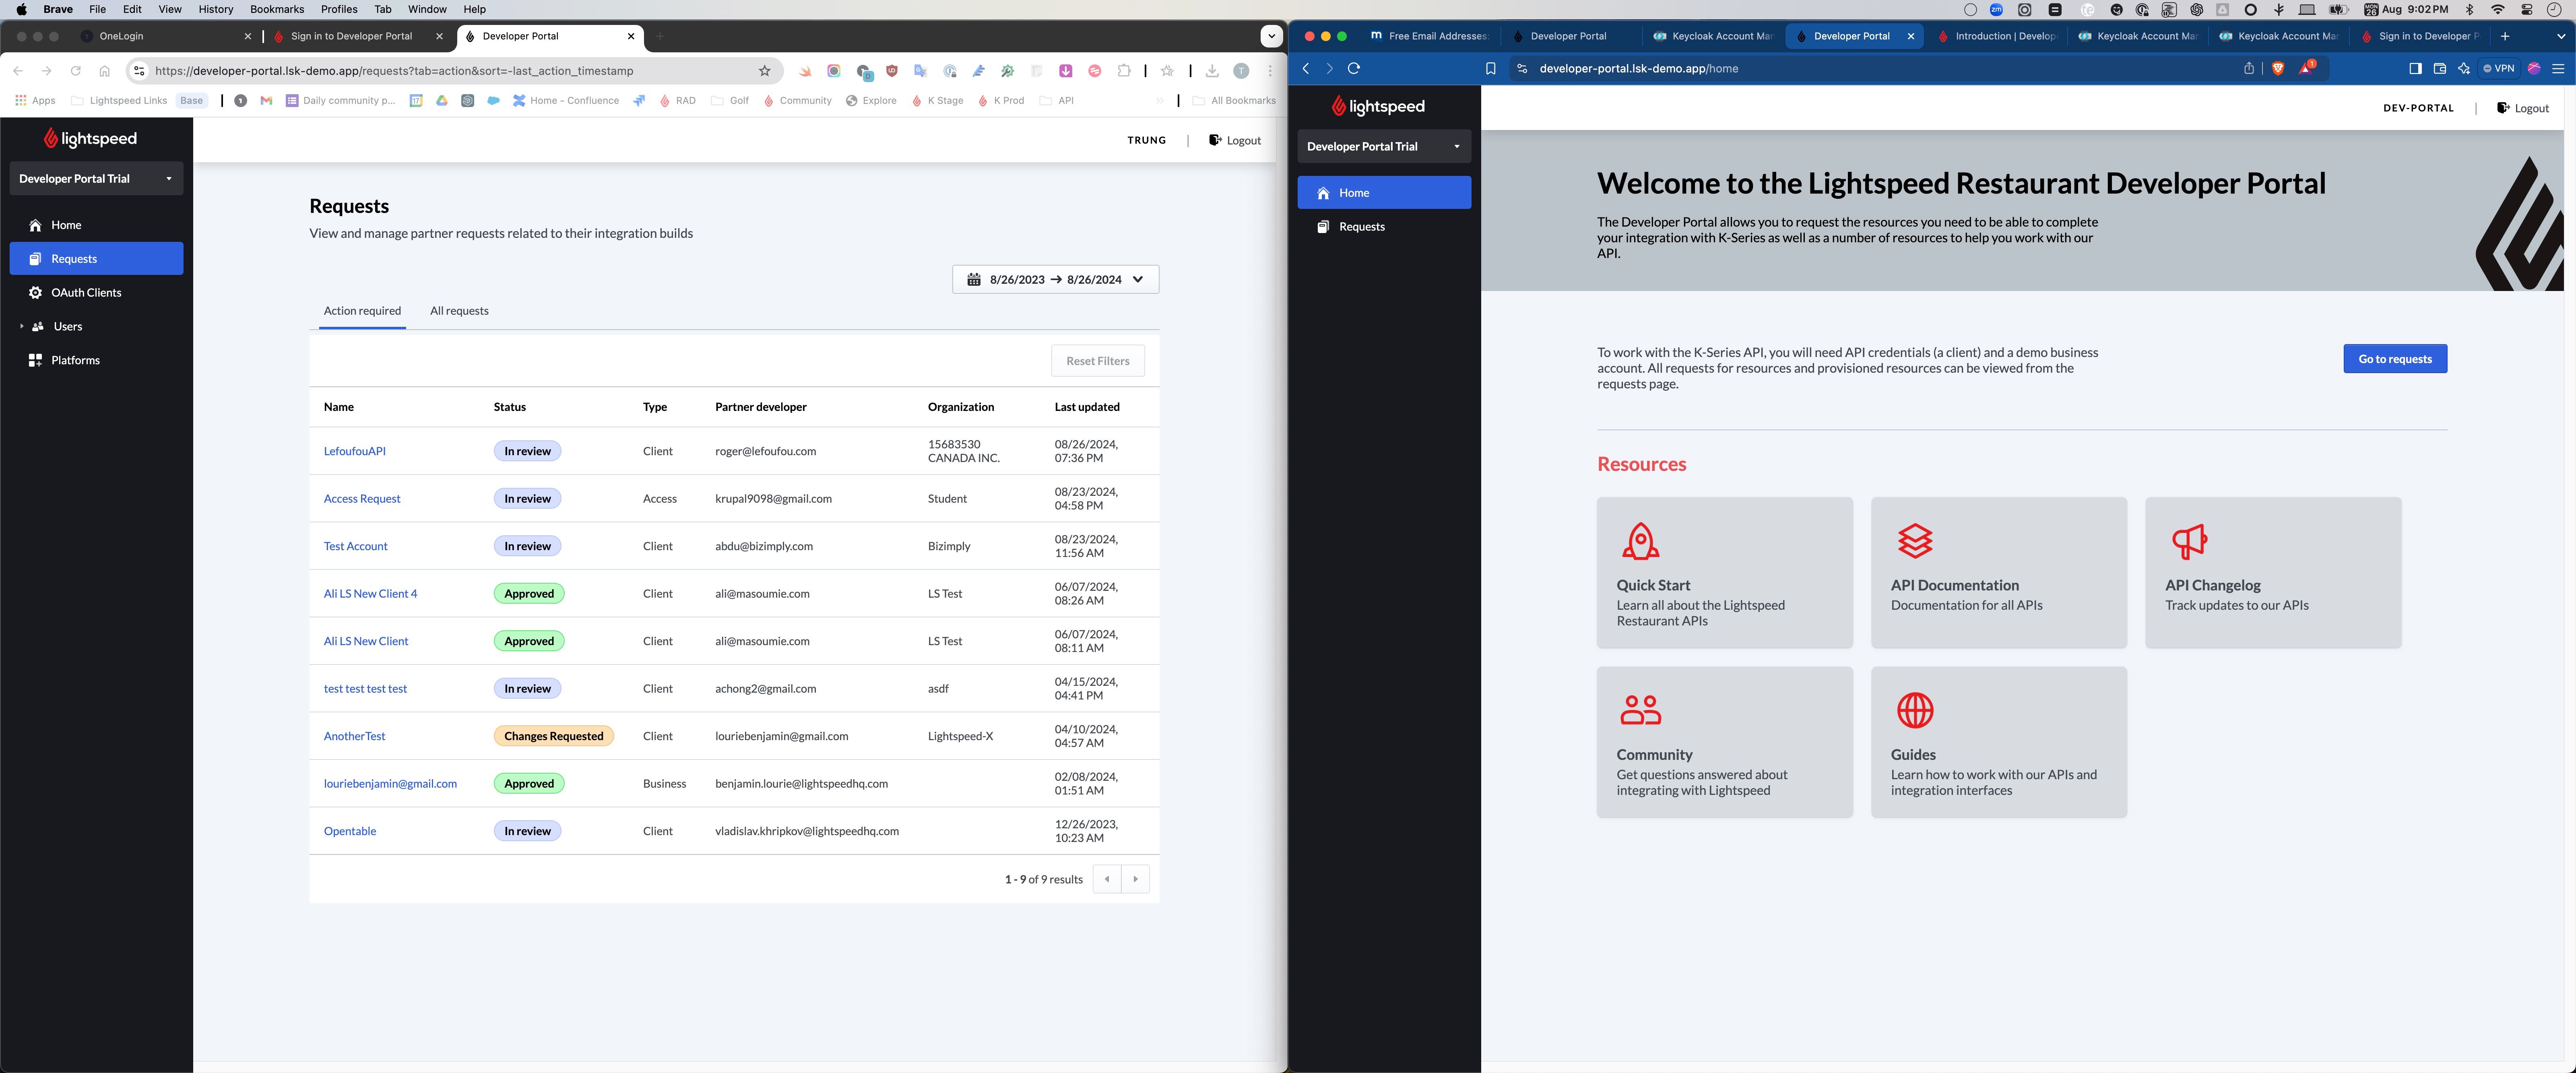 Brave File Edit View History Bookmarks Profiles Tab Window Help
Aug 9:02 PM
OneLogin
Sign in to Developer Portal
Developer Portal
https://developer-portal.lsk-demo.app/requests?tab=action&sort=-last_action_timestamp
Apps Lightspeed Links Base Daily community p... Home - Confluence RAD Golf Community Explore K Stage K Prod API All Bookmarks
lightspeed
Developer Portal Trial
Home
Requests
OAuth Clients
Users
Platforms
TRUNG | Logout
Requests
View and manage partner requests related to their integration builds
8/26/2023 → 8/26/2024
Action required All requests
Reset Filters
Name Status Type Partner developer Organization Last updated
LefoufouAPI In review Client roger@lefoufou.com 15683530 CANADA INC. 08/26/2024, 07:36 PM
Access Request In review Access krupal9098@gmail.com Student 08/23/2024, 04:58 PM
Test Account In review Client abdu@bizimply.com Bizimply 08/23/2024, 11:56 AM
Ali LS New Client 4 Approved Client ali@masoumie.com LS Test 06/07/2024, 08:26 AM
Ali LS New Client Approved Client ali@masoumie.com LS Test 06/07/2024, 08:11 AM
test test test test In review Client achong2@gmail.com asdf 04/15/2024, 04:41 PM
AnotherTest Changes Requested Client louriebenjamin@gmail.com Lightspeed-X 04/10/2024, 04:57 AM
louriebenjamin@gmail.com Approved Business benjamin.lourie@lightspeedhq.com 02/08/2024, 01:51 AM
Opentable In review Client vladislav.khripkov@lightspeedhq.com 12/26/2023, 10:23 AM
1 - 9 of 9 results
Free Email Addresses:
Developer Portal
Keycloak Account Mar
Developer Portal
Introduction | Develop
Keycloak Account Mar
Keycloak Account Mar
Sign in to Developer P
developer-portal.lsk-demo.app/home
1
VPN
lightspeed
Developer Portal Trial
Home
Requests
DEV-PORTAL | Logout
Welcome to the Lightspeed Restaurant Developer Portal
The Developer Portal allows you to request the resources you need to be able to complete
your integration with K-Series as well as a number of resources to help you work with our
API.
To work with the K-Series API, you will need API credentials (a client) and a demo business
account. All requests for resources and provisioned resources can be viewed from the
requests page.
Go to requests
Resources
Quick Start
Learn all about the Lightspeed
Restaurant APIs
API Documentation
Documentation for all APIs
API Changelog
Track updates to our APIs
Community
Get questions answered about
integrating with Lightspeed
Guides
Learn how to work with our APIs and
integration interfaces